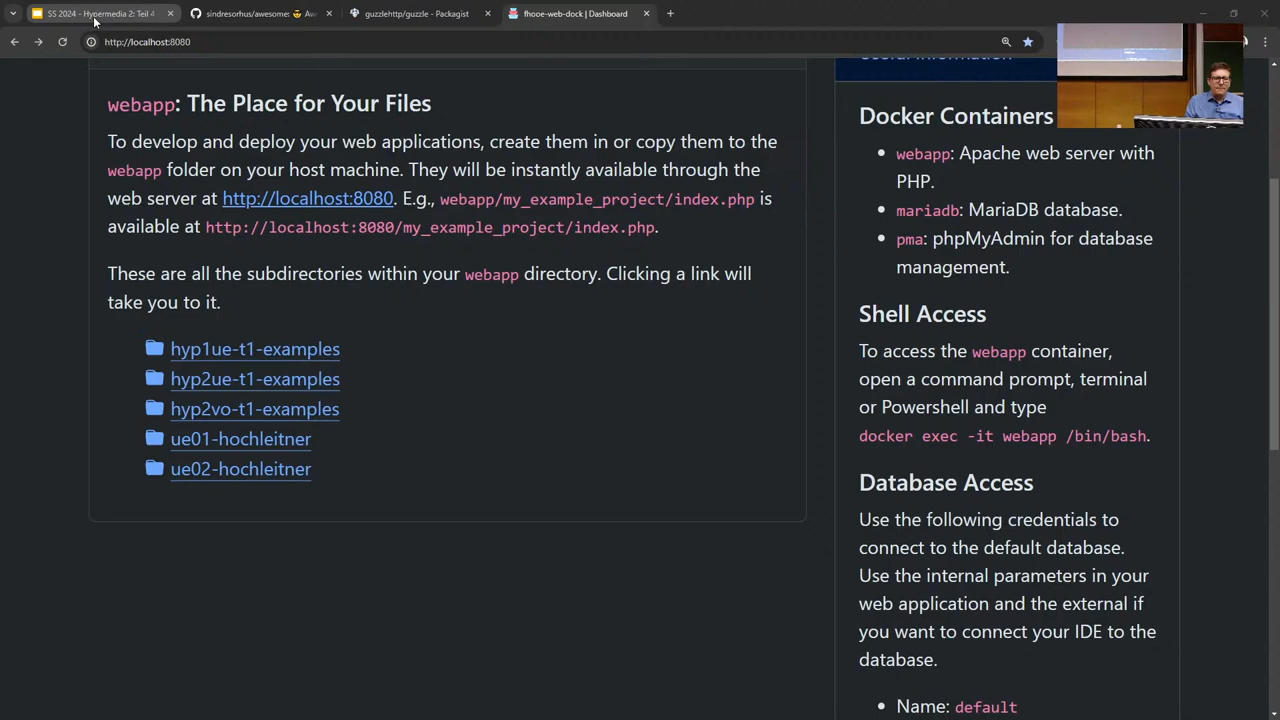 SS 2024 - Hypermedia 2: Teil 4
sindresorhus/awesome: 😎 Aw
guzzlehttp/guzzle - Packagist
fhooe-web-dock | Dashboard
http://localhost:8080
webapp: The Place for Your Files
To develop and deploy your web applications, create them in or copy them to the
webapp folder on your host machine. They will be instantly available through the
web server at http://localhost:8080. E.g., webapp/my_example_project/index.php is
available at http://localhost:8080/my_example_project/index.php.
These are all the subdirectories within your webapp directory. Clicking a link will
take you to it.
hyp1ue-t1-examples
hyp2ue-t1-examples
hyp2vo-t1-examples
ue01-hochleitner
ue02-hochleitner
Useful Information
Docker Containers
webapp: Apache web server with
PHP.
mariadb: MariaDB database.
pma: phpMyAdmin for database
management.
Shell Access
To access the webapp container,
open a command prompt, terminal
or Powershell and type
docker exec -it webapp /bin/bash.
Database Access
Use the following credentials to
connect to the default database.
Use the internal parameters in your
web application and the external if
you want to connect your IDE to the
database.
Name: default